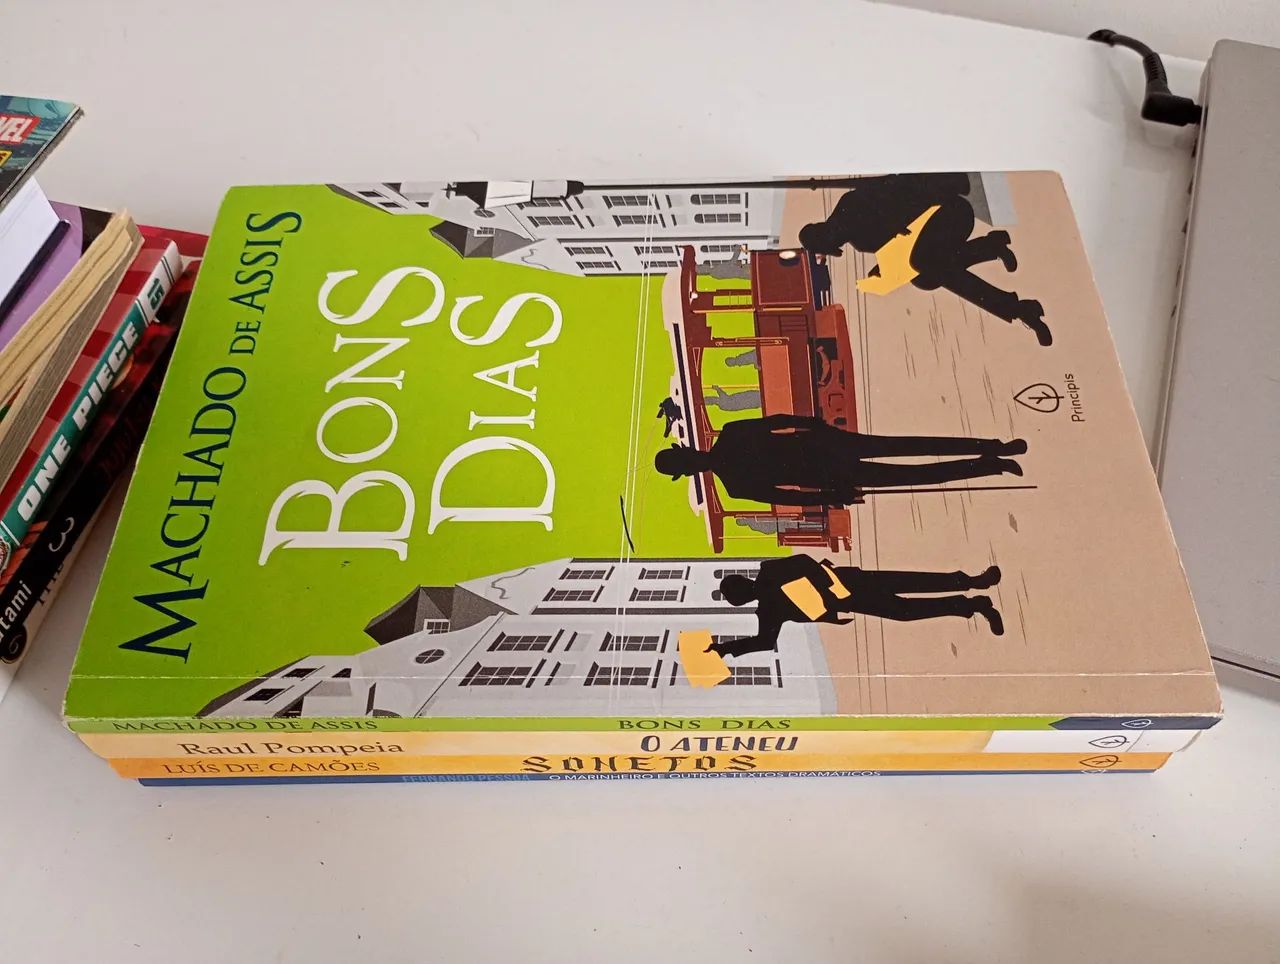 MACHADO DE ASSIS
BONS
DIAS
Principis
MACHADO DE ASSIS BONS DIAS
Raul Pompeia O ATENEU
LUÍS DE CAMÕES SONETOS
FERNANDO PESSOA O MARINHEIRO E OUTROS TEXTOS DRAMÁTICOS
ONE PIECE
3